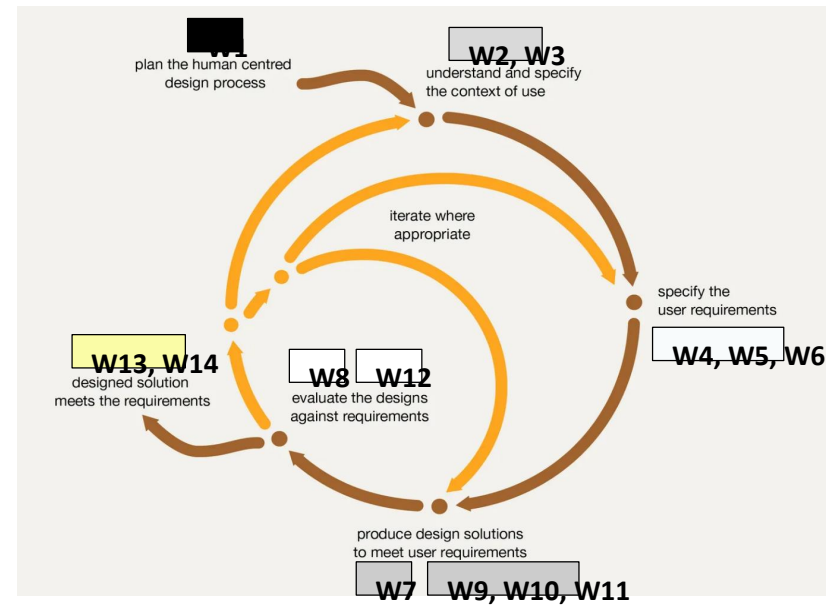 W1
plan the human centred
design process
W2, W3
understand and specify
the context of use
iterate where
appropriate
specify the
user requirements
W4, W5, W6
W13, W14
designed solution
meets the requirements
W8 W12
evaluate the designs
against requirements
produce design solutions
to meet user requirements
W7 W9, W10, W11